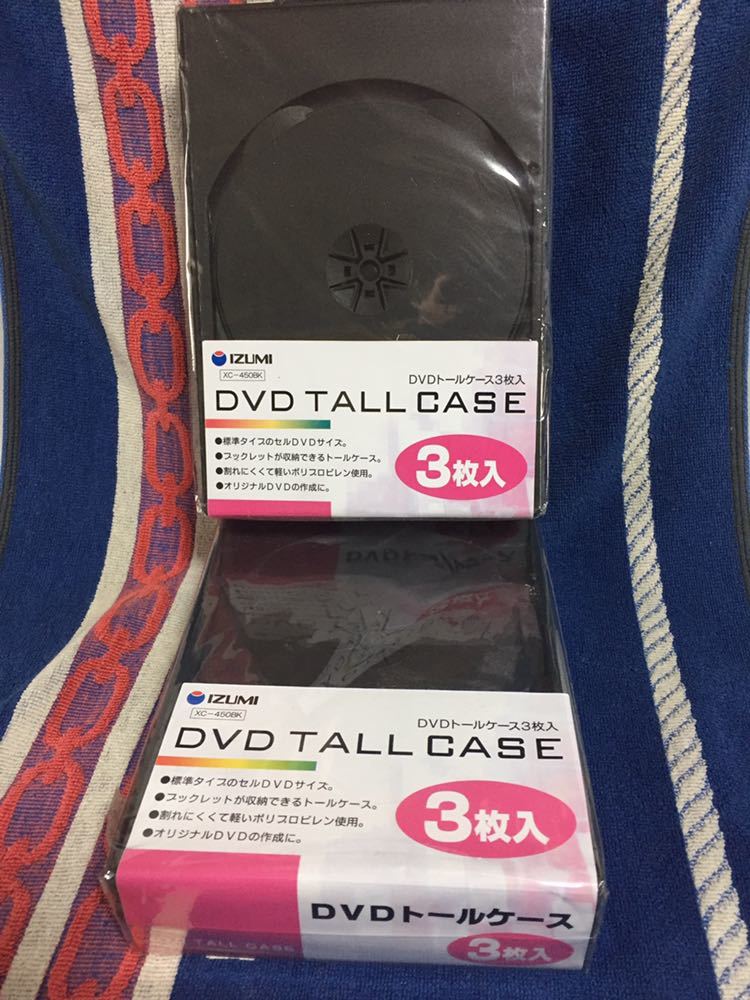 IZUMI
XC-450BK
DVDトールケース3枚入
DVD TALL CASE
●標準タイプのセルDVDサイズ。
●ブックレットが収納できるトールケース。
●割れにくくて軽いポリプロピレン使用。
●オリジナルDVDの作成に。
3枚入
IZUMI
XC-450BK
DVDトールケース3枚入
DVD TALL CASE
●標準タイプのセルDVDサイズ。
●ブックレットが収納できるトールケース。
●割れにくくて軽いポリプロピレン使用。
●オリジナルDVDの作成に。
3枚入
DVDトールケース
TALL CASE
3枚入